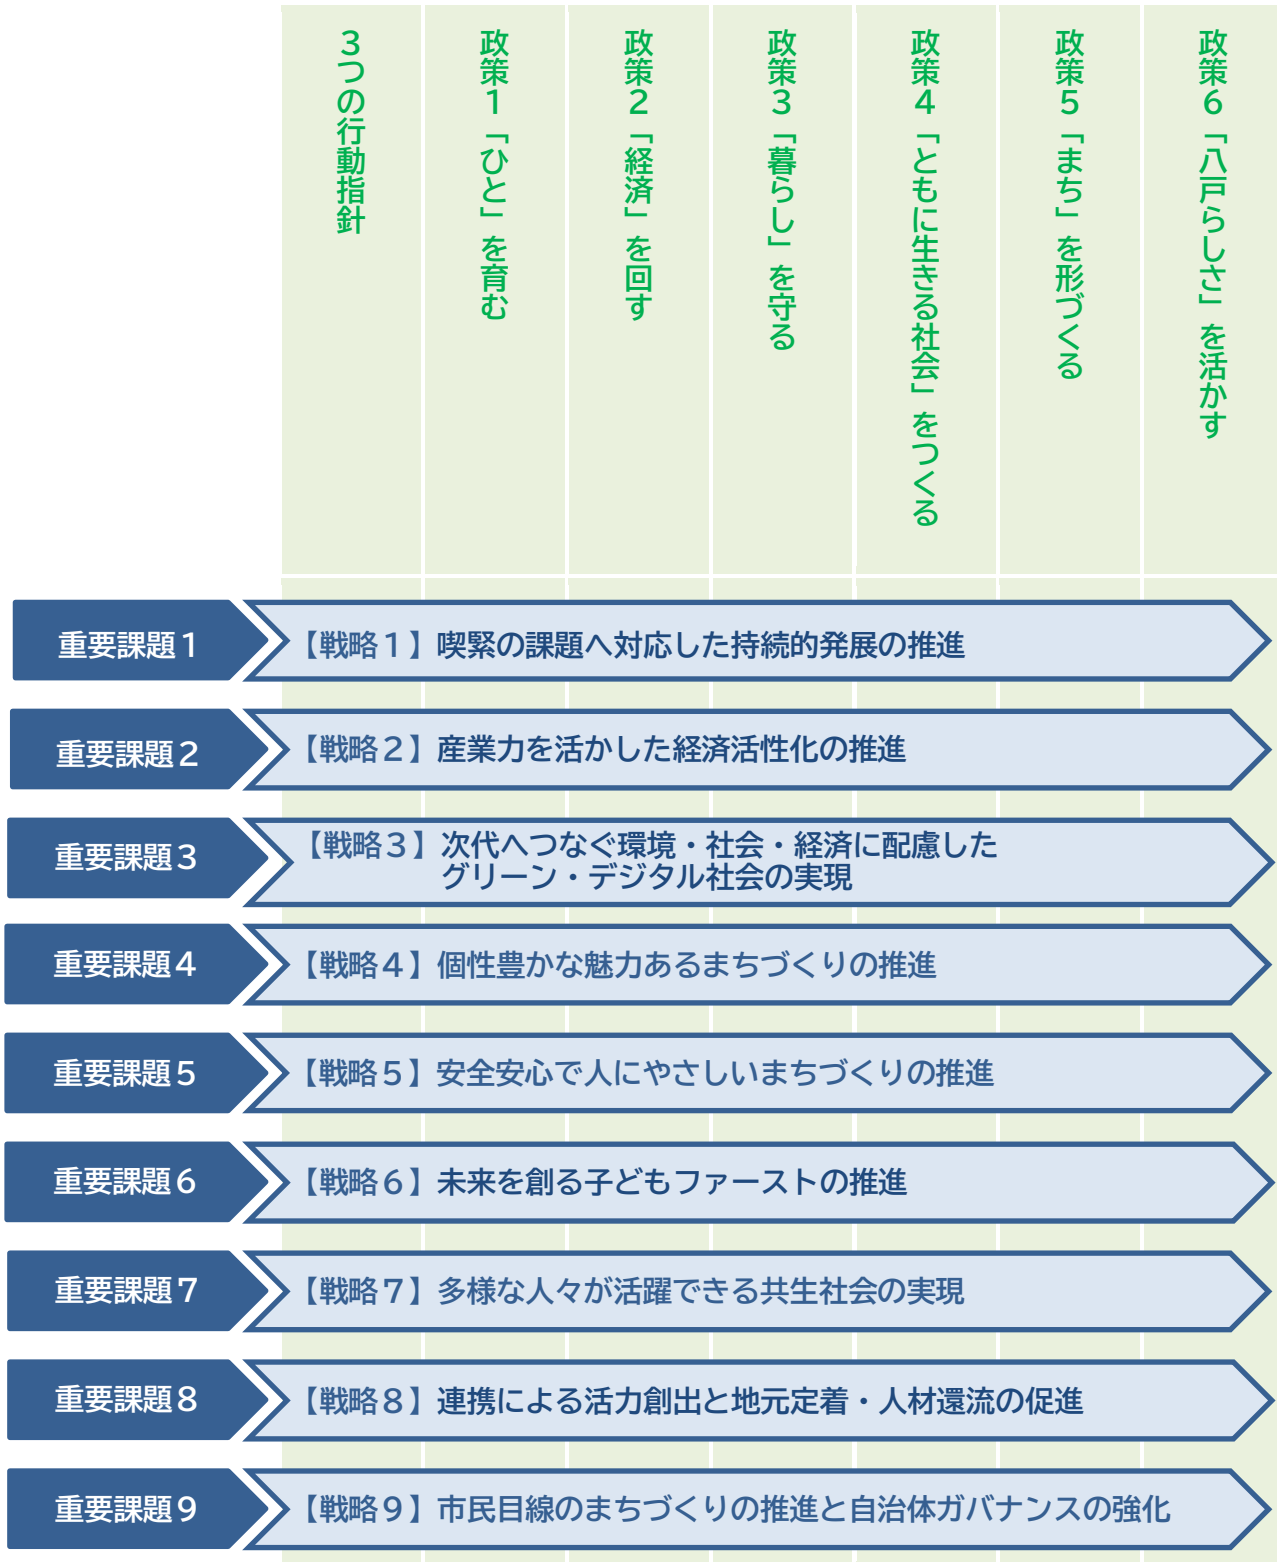 3つの行動指針
政策1「ひと」を育む
政策2「経済」を回す
政策3「暮らし」を守る
政策4「ともに生きる社会」をつくる
政策5「まち」を形づくる
政策6「八戸らしさ」を活かす
重要課題1
【戦略1】喫緊の課題へ対応した持続的発展の推進
重要課題2
【戦略2】産業力を活かした経済活性化の推進
重要課題3
【戦略3】次代へつなぐ環境・社会・経済に配慮した
グリーン・デジタル社会の実現
重要課題4
【戦略4】個性豊かな魅力あるまちづくりの推進
重要課題5
【戦略5】安全安心で人にやさしいまちづくりの推進
重要課題6
【戦略6】未来を創る子どもファーストの推進
重要課題7
【戦略7】多様な人々が活躍できる共生社会の実現
重要課題8
【戦略8】連携による活力創出と地元定着・人材還流の促進
重要課題9
【戦略9】市民目線のまちづくりの推進と自治体ガバナンスの強化